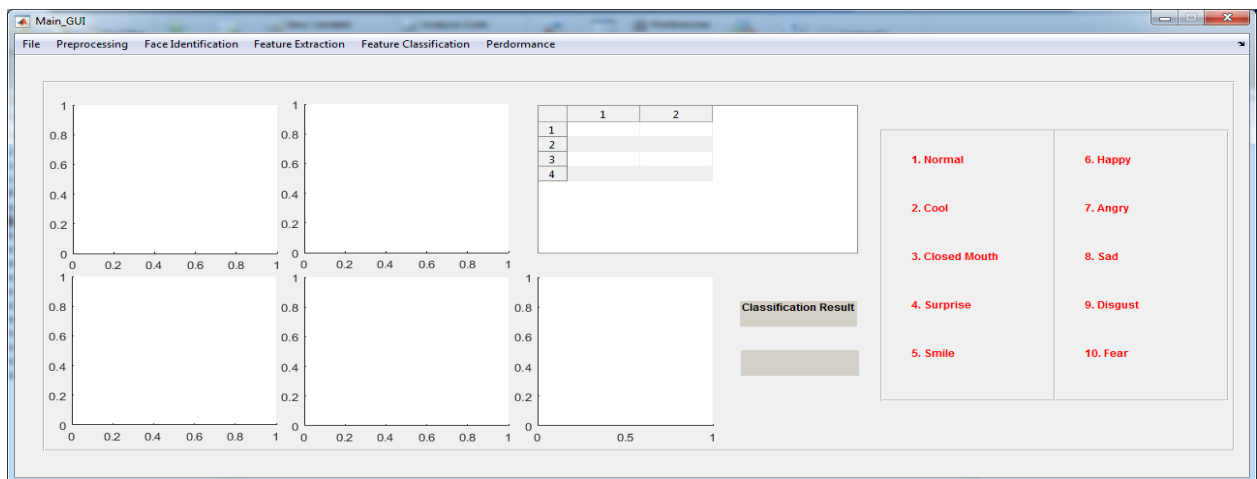 Main_GUI
File Preprocessing Face Identification Feature Extraction Feature Classification Perdormance
1
0.8
0.6
0.4
0.2
0
0 0.2 0.4 0.6 0.8 1
1
0.8
0.6
0.4
0.2
0
0 0.2 0.4 0.6 0.8 1
1 2
1
2
3
4
1
0.8
0.6
0.4
0.2
0
0 0.2 0.4 0.6 0.8 1
1
0.8
0.6
0.4
0.2
0
0 0.2 0.4 0.6 0.8 1
1
0.8
0.6
0.4
0.2
0
0 0.5 1
Classification Result
1. Normal
2. Cool
3. Closed Mouth
4. Surprise
5. Smile
6. Happy
7. Angry
8. Sad
9. Disgust
10. Fear